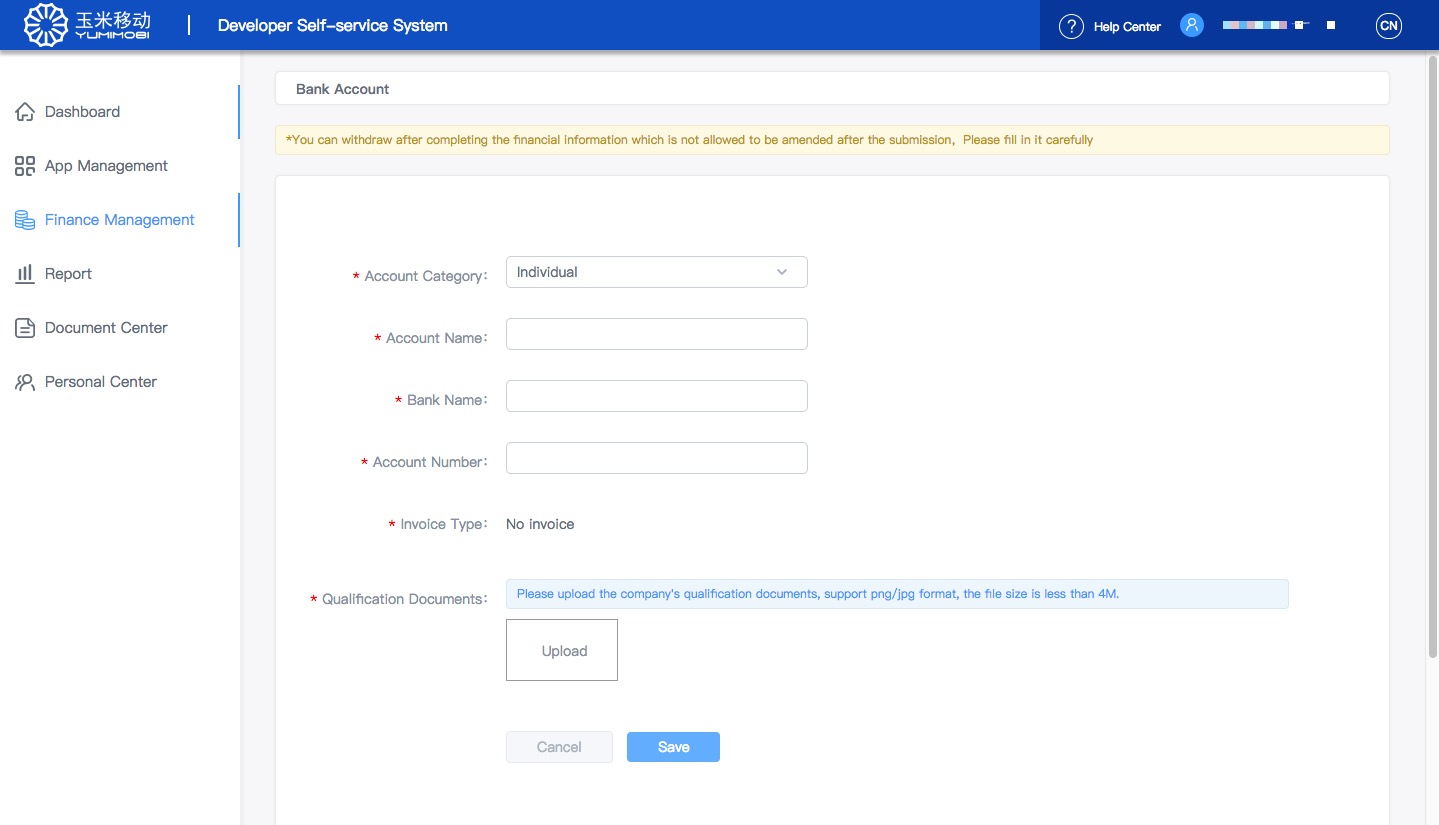 玉米移动
YUMIMOBI
Developer Self-service System
? Help Center
CN
Dashboard
App Management
Finance Management
Report
Document Center
Personal Center
Bank Account
*You can withdraw after completing the financial information which is not allowed to be amended after the submission，Please fill in it carefully
* Account Category: Individual
* Account Name:
* Bank Name:
* Account Number:
* Invoice Type: No invoice
* Qualification Documents: Please upload the company's qualification documents, support png/jpg format, the file size is less than 4M.
Upload
Cancel
Save